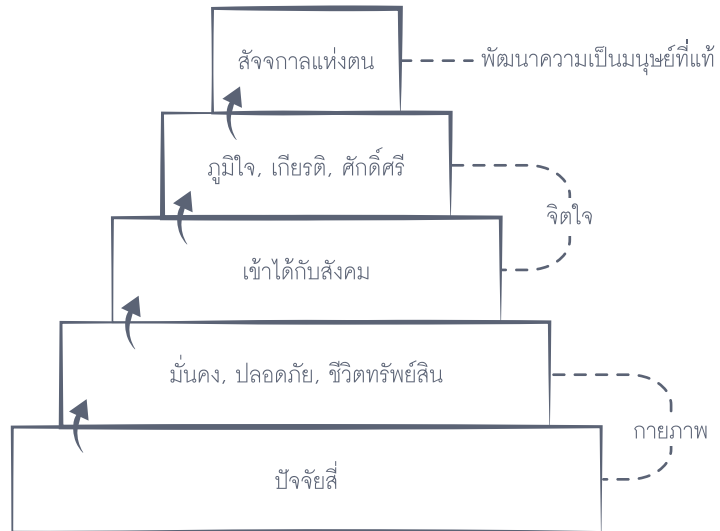 สัจจกาลแห่งตน
พัฒนาความเป็นมนุษย์ที่แท้
ภูมิใจ, เกียรติ, ศักดิ์ศรี
จิตใจ
เข้าได้กับสังคม
มั่นคง, ปลอดภัย, ชีวิตทรัพย์สิน
กายภาพ
ปัจจัยสี่